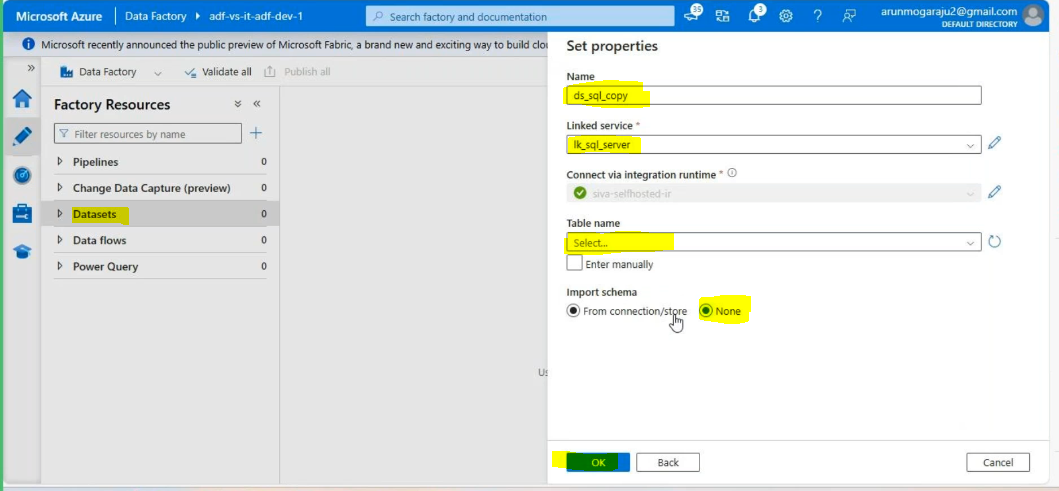 Microsoft Azure
Data Factory
adf-vs-it-adf-dev-1
Search factory and documentation
35
3
?
arunmogaraju2@gmail.com
DEFAULT DIRECTORY
Microsoft recently announced the public preview of Microsoft Fabric, a brand new and exciting way to build clou
Data Factory
Validate all
Publish all
Factory Resources
Filter resources by name
Pipelines 0
Change Data Capture (preview) 0
Datasets 0
Data flows 0
Power Query 0
Us
Set properties
Name
ds_sql_copy
Linked service *
lk_sql_server
Connect via integration runtime *
siva-selfhosted-ir
Table name
Select...
Enter manually
Import schema
From connection/store
None
OK
Back
Cancel